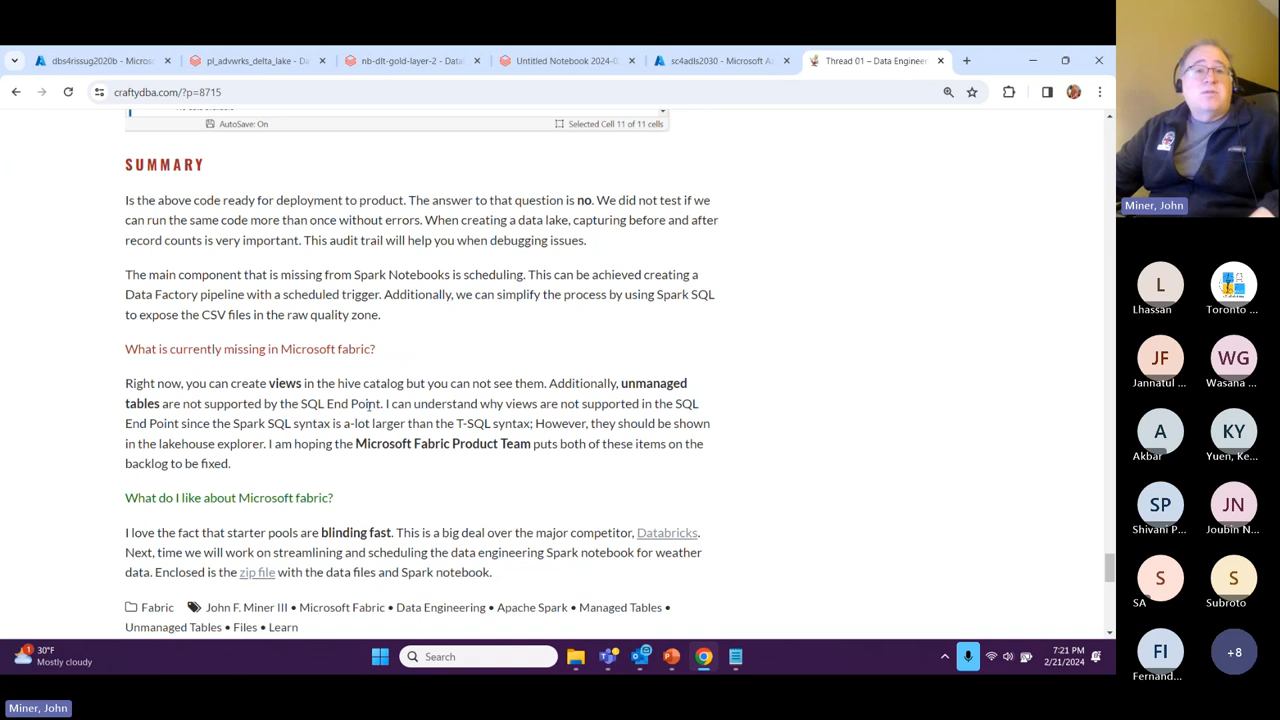 dbs4rissug2020b - Micros
pl_advwrks_delta_lake - Da
nb-dlt-gold-layer-2 - Data
Untitled Notebook 2024-0
sc4adls2030 - Microsoft Az
Thread 01 – Data Engineer
craftydba.com/?p=8715
AutoSave: On
Selected Cell 11 of 11 cells
SUMMARY
Is the above code ready for deployment to product. The answer to that question is no. We did not test if we
can run the same code more than once without errors. When creating a data lake, capturing before and after
record counts is very important. This audit trail will help you when debugging issues.
The main component that is missing from Spark Notebooks is scheduling. This can be achieved creating a
Data Factory pipeline with a scheduled trigger. Additionally, we can simplify the process by using Spark SQL
to expose the CSV files in the raw quality zone.
What is currently missing in Microsoft fabric?
Right now, you can create views in the hive catalog but you can not see them. Additionally, unmanaged
tables are not supported by the SQL End Point. I can understand why views are not supported in the SQL
End Point since the Spark SQL syntax is a-lot larger than the T-SQL syntax; However, they should be shown
in the lakehouse explorer. I am hoping the Microsoft Fabric Product Team puts both of these items on the
backlog to be fixed.
What do I like about Microsoft fabric?
I love the fact that starter pools are blinding fast. This is a big deal over the major competitor, Databricks.
Next, time we will work on streamlining and scheduling the data engineering Spark notebook for weather
data. Enclosed is the zip file with the data files and Spark notebook.
Fabric John F. Miner III • Microsoft Fabric • Data Engineering • Apache Spark • Managed Tables •
Unmanaged Tables • Files • Learn
1
30°F
Mostly cloudy
Search
7:21 PM
2/21/2024
Miner, John
Miner, John
L
Lhassan
Toronto ...
JF
Jannatul ...
WG
Wasana ...
A
Akbar
KY
Yuen, Ke...
SP
Shivani P...
JN
Joubin N...
S
SA
S
Subroto
FI
Fernand...
+8